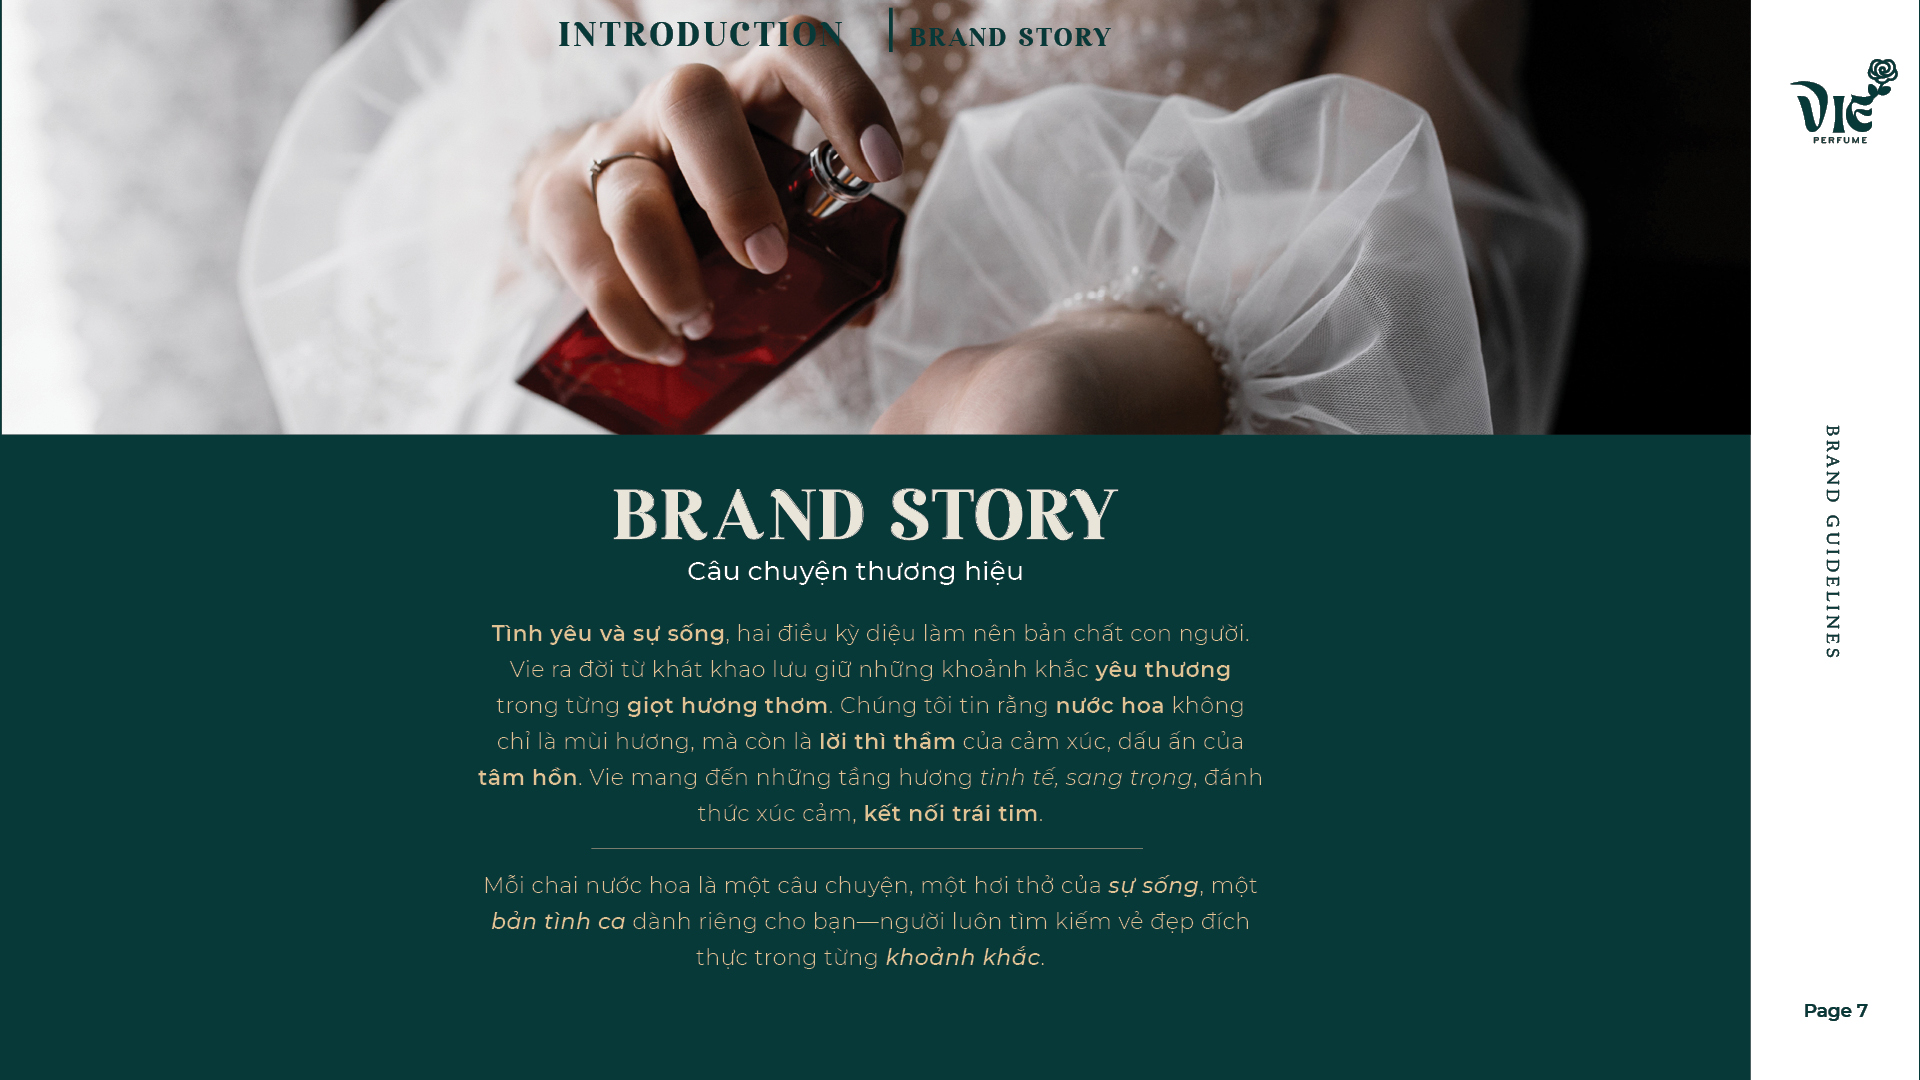 INTRODUCTION | BRAND STORY
VIE
PERFUME
BRAND GUIDELINES
BRAND STORY
Câu chuyện thương hiệu
Tình yêu và sự sống, hai điều kỳ diệu làm nên bản chất con người.
Vie ra đời từ khát khao lưu giữ những khoảnh khắc yêu thương
trong từng giọt hương thơm. Chúng tôi tin rằng nước hoa không
chỉ là mùi hương, mà còn là lời thì thầm của cảm xúc, dấu ấn của
tâm hồn. Vie mang đến những tầng hương tinh tế, sang trọng, đánh
thức xúc cảm, kết nối trái tim.
Mỗi chai nước hoa là một câu chuyện, một hơi thở của sự sống, một
bản tình ca dành riêng cho bạn—người luôn tìm kiếm vẻ đẹp đích
thực trong từng khoảnh khắc.
Page 7